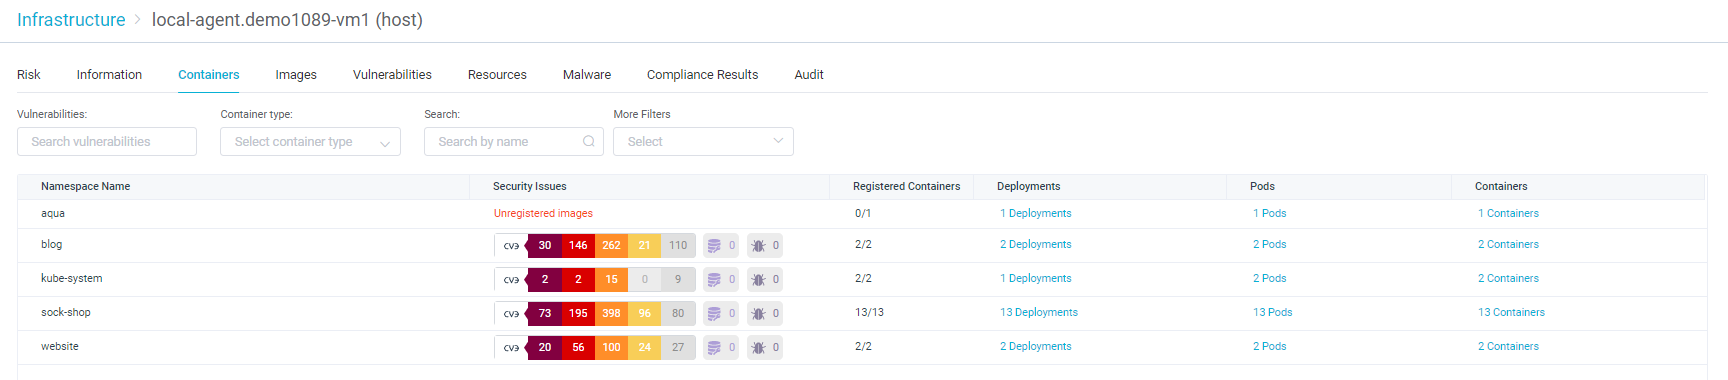 Infrastructure > local-agent.demo1089-vm1 (host)
Risk Information Containers Images Vulnerabilities Resources Malware Compliance Results Audit
Vulnerabilities: Container type: Search: More Filters
Search vulnerabilities Select container type Search by name Select
Namespace Name Security Issues Registered Containers Deployments Pods Containers
aqua Unregistered images 0/1 1 Deployments 1 Pods 1 Containers
blog CVE 30 146 262 21 110 0 0 2/2 2 Deployments 2 Pods 2 Containers
kube-system CVE 2 2 15 0 9 0 0 2/2 1 Deployments 2 Pods 2 Containers
sock-shop CVE 73 195 398 96 80 0 0 13/13 13 Deployments 13 Pods 13 Containers
website CVE 20 56 100 24 27 0 0 2/2 2 Deployments 2 Pods 2 Containers